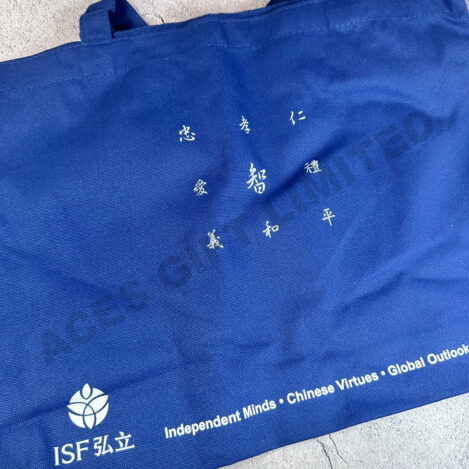 忠 孝 仁
愛 智 禮
義 和 平
ACES GIFT LIMITED.
ISF 弘立
Independent Minds • Chinese Virtues • Global Outlook